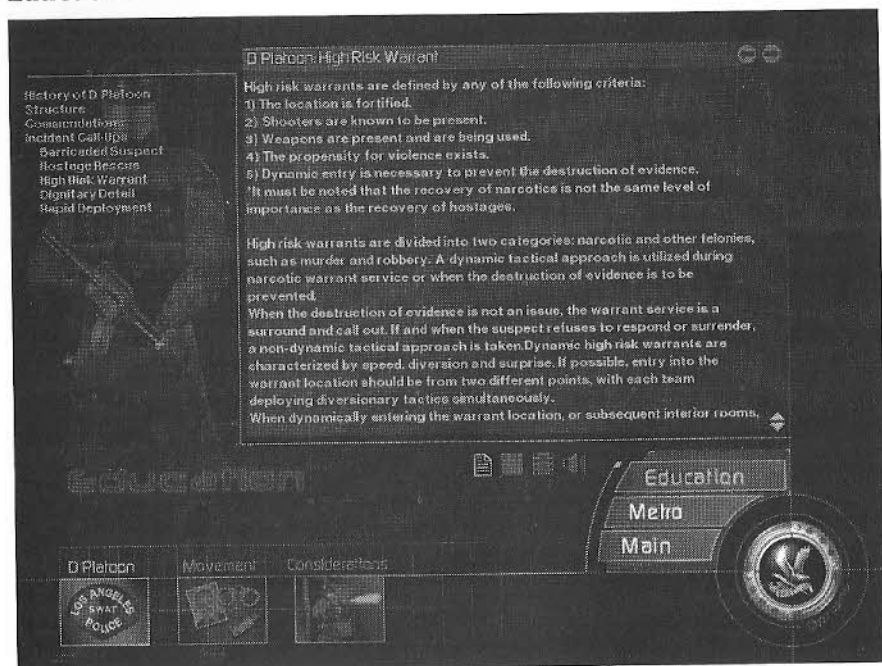 D Platoon: High Risk Warrant
History of D Platoon
Structure
Commendations
Incident Call-Ups
Barricaded Suspect
Hostage Rescue
High Risk Warrant
Dignitary Detail
Rapid Deployment
High risk warrants are defined by any of the following criteria:
1) The location is fortified.
2) Shooters are known to be present.
3) Weapons are present and are being used.
4) The propensity for violence exists.
5) Dynamic entry is necessary to prevent the destruction of evidence.
*It must be noted that the recovery of narcotics is not the same level of
importance as the recovery of hostages.
High risk warrants are divided into two categories: narcotic and other felonies,
such as murder and robbery. A dynamic tactical approach is utilized during
narcotic warrant service or when the destruction of evidence is to be
prevented.
When the destruction of evidence is not an issue, the warrant service is a
surround and call out. If and when the suspect refuses to respond or surrender,
a non-dynamic tactical approach is taken.Dynamic high risk warrants are
characterized by speed, diversion and surprise. If possible, entry into the
warrant location should be from two different points, with each team
deploying diversionary tactics simultaneously.
When dynamically entering the warrant location, or subsequent interior rooms,
Education
Education
Metro
Main
D Platoon
Movement
Considerations
LOS ANGELES
SWAT
POLICE